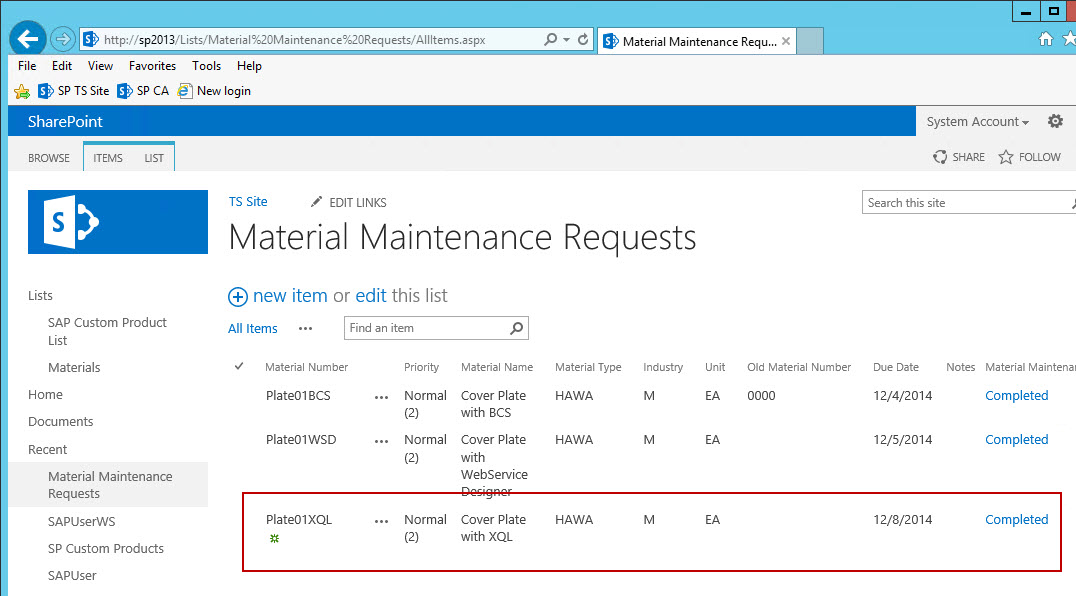 http://sp2013/Lists/Material%20Maintenance%20Requests/AllItems.aspx
Material Maintenance Requ...
File Edit View Favorites Tools Help
SP TS Site SP CA New login
SharePoint
System Account
BROWSE ITEMS LIST
SHARE FOLLOW
S
TS Site EDIT LINKS
Search this site
Material Maintenance Requests
Lists
SAP Custom Product
List
Materials
Home
Documents
Recent
Material Maintenance
Requests
SAPUserWS
SP Custom Products
SAPUser
new item or edit this list
All Items ... Find an item
Material Number Priority Material Name Material Type Industry Unit Old Material Number Due Date Notes Material Maintenan
Plate01BCS ... Normal Cover Plate HAWA M EA 0000 12/4/2014 Completed
(2) with BCS
Plate01WSD ... Normal Cover Plate HAWA M EA 12/5/2014 Completed
(2) with
WebService
Designer
Plate01XQL ... Normal Cover Plate HAWA M EA 12/8/2014 Completed
(2) with XQL